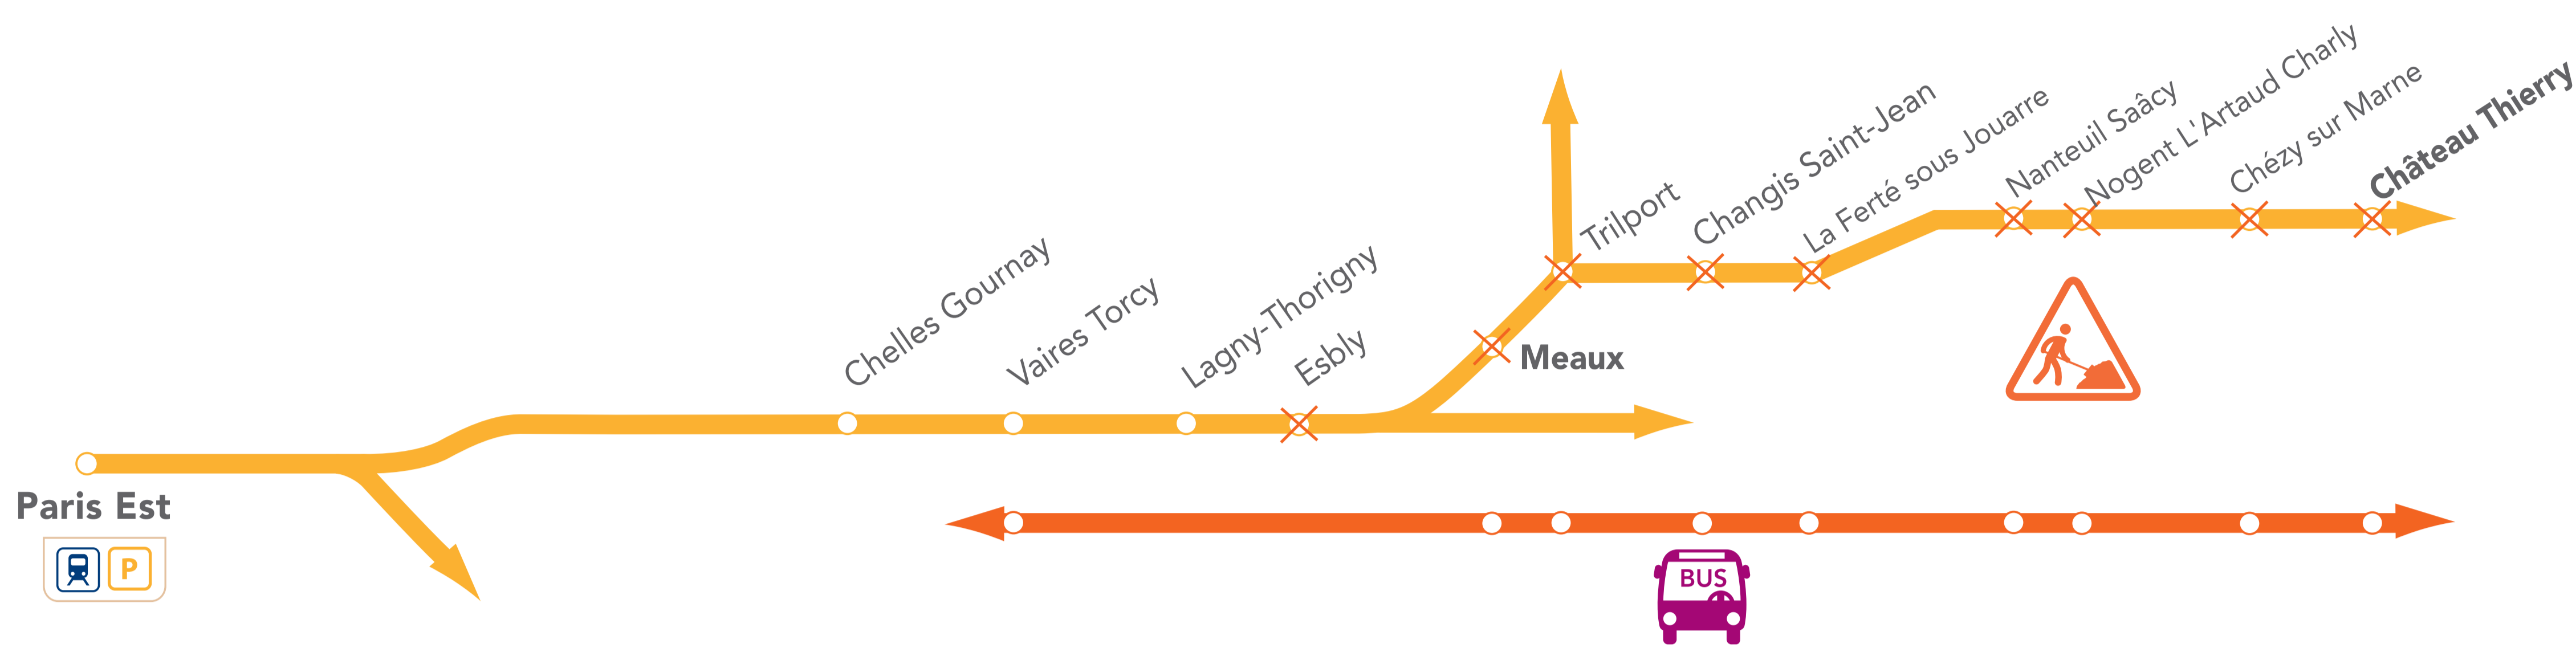 Paris Est
P
Chelles Gournay
Vaires Torcy
Lagny-Thorigny
Esbly
Meaux
Trilport
Changis Saint-Jean
La Ferté sous Jouarre
Nanteuil Saâcy
Nogent L'Artaud Charly
Chézy sur Marne
Château Thierry
BUS